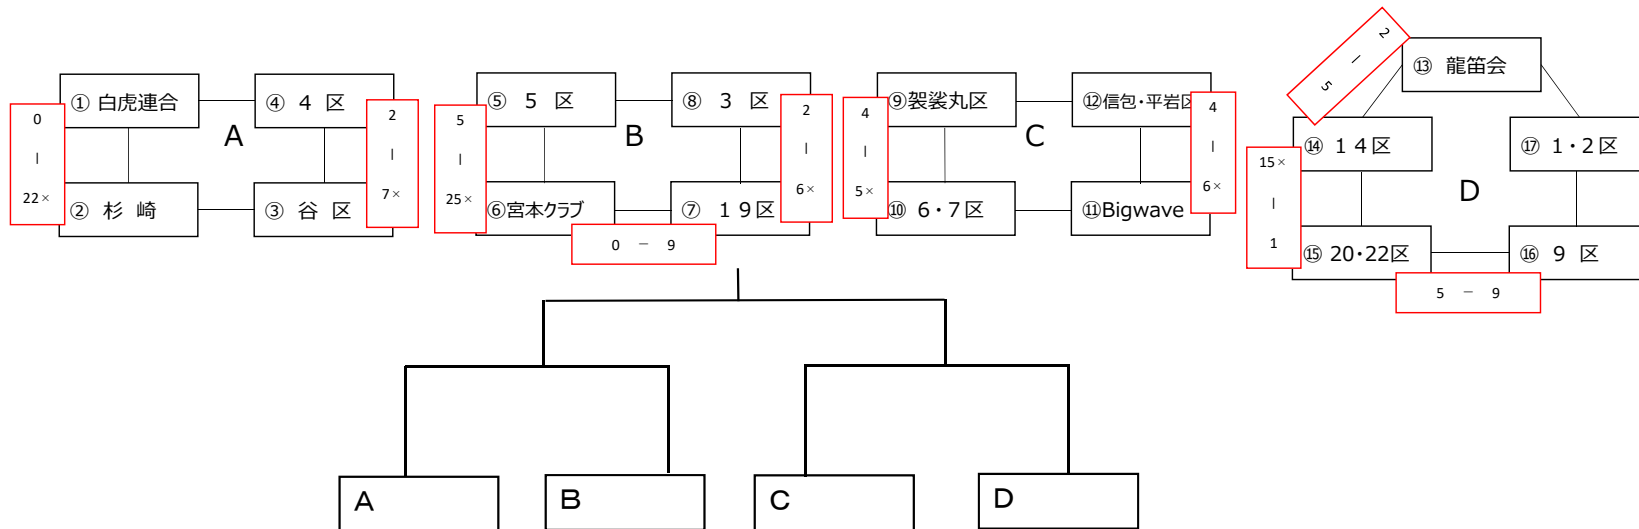 ① 白虎連合
④ 4 区
0
|
22×
A
2
|
7×
② 杉 崎
③ 谷 区
⑤ 5 区
⑧ 3 区
5
|
25×
B
2
|
6×
⑥宮本クラブ
⑦ 19区
0 － 9
⑨袈裟丸区
⑫信包・平岩区
4
|
5×
C
4
|
6×
⑩ 6・7区
⑪Bigwave
2
|
5
⑬ 龍笛会
⑭ 14区
⑰ 1・2区
15×
|
1
D
⑮ 20・22区
⑯ 9 区
5 － 9
A
B
C
D